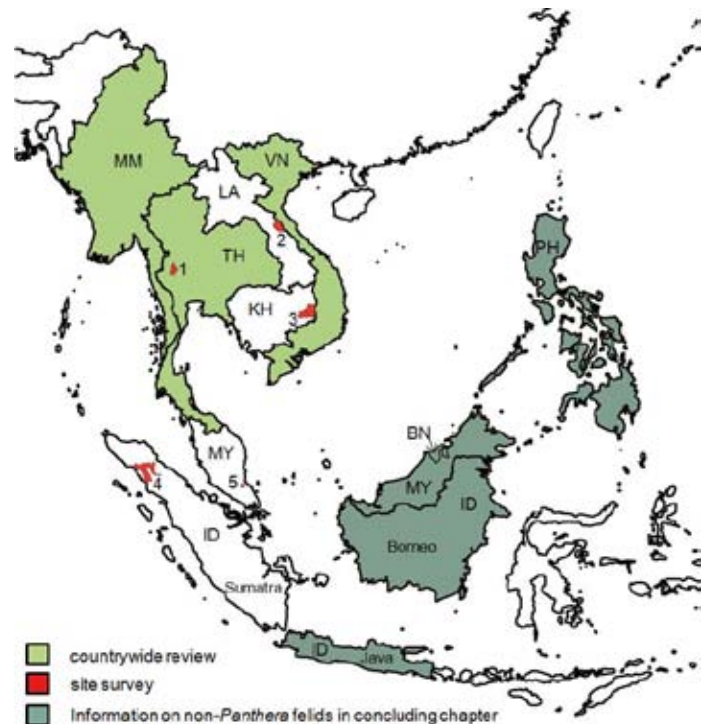 MM
VN
LA
2
1
TH
KH
3
PH
BN
MY
5
4
MY
ID
ID
Borneo
Sumatra
ID Java
countrywide review
site survey
Information on non-Panthera felids in concluding chapter